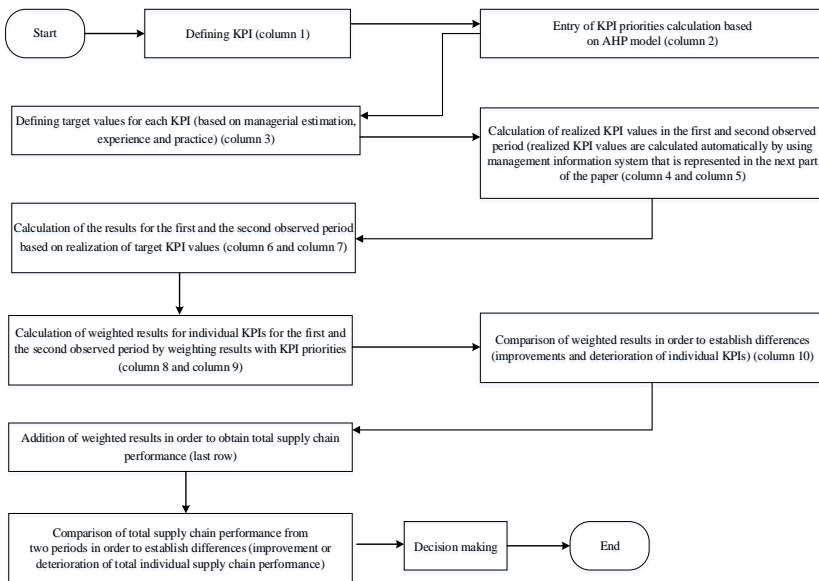 Start
Defining KPI (column 1)
Entry of KPI priorities calculation based
on AHP model (column 2)
Defining target values for each KPI (based on managerial estimation,
experience and practice) (column 3)
Calculation of realized KPI values in the first and second observed
period (realized KPI values are calculated automatically by using
management information system that is represented in the next part
of the paper (column 4 and column 5)
Calculation of the results for the first and the second observed period
based on realization of target KPI values (column 6 and column 7)
Calculation of weighted results for individual KPIs for the first and
the second observed period by weighting results with KPI priorities
(column 8 and column 9)
Comparison of weighted results in order to establish differences
(improvements and deterioration of individual KPIs) (column 10)
Addition of weighted results in order to obtain total supply chain
performance (last row)
Comparison of total supply chain performance from
two periods in order to establish differences (improvement or
deterioration of total individual supply chain performance)
Decision making
End